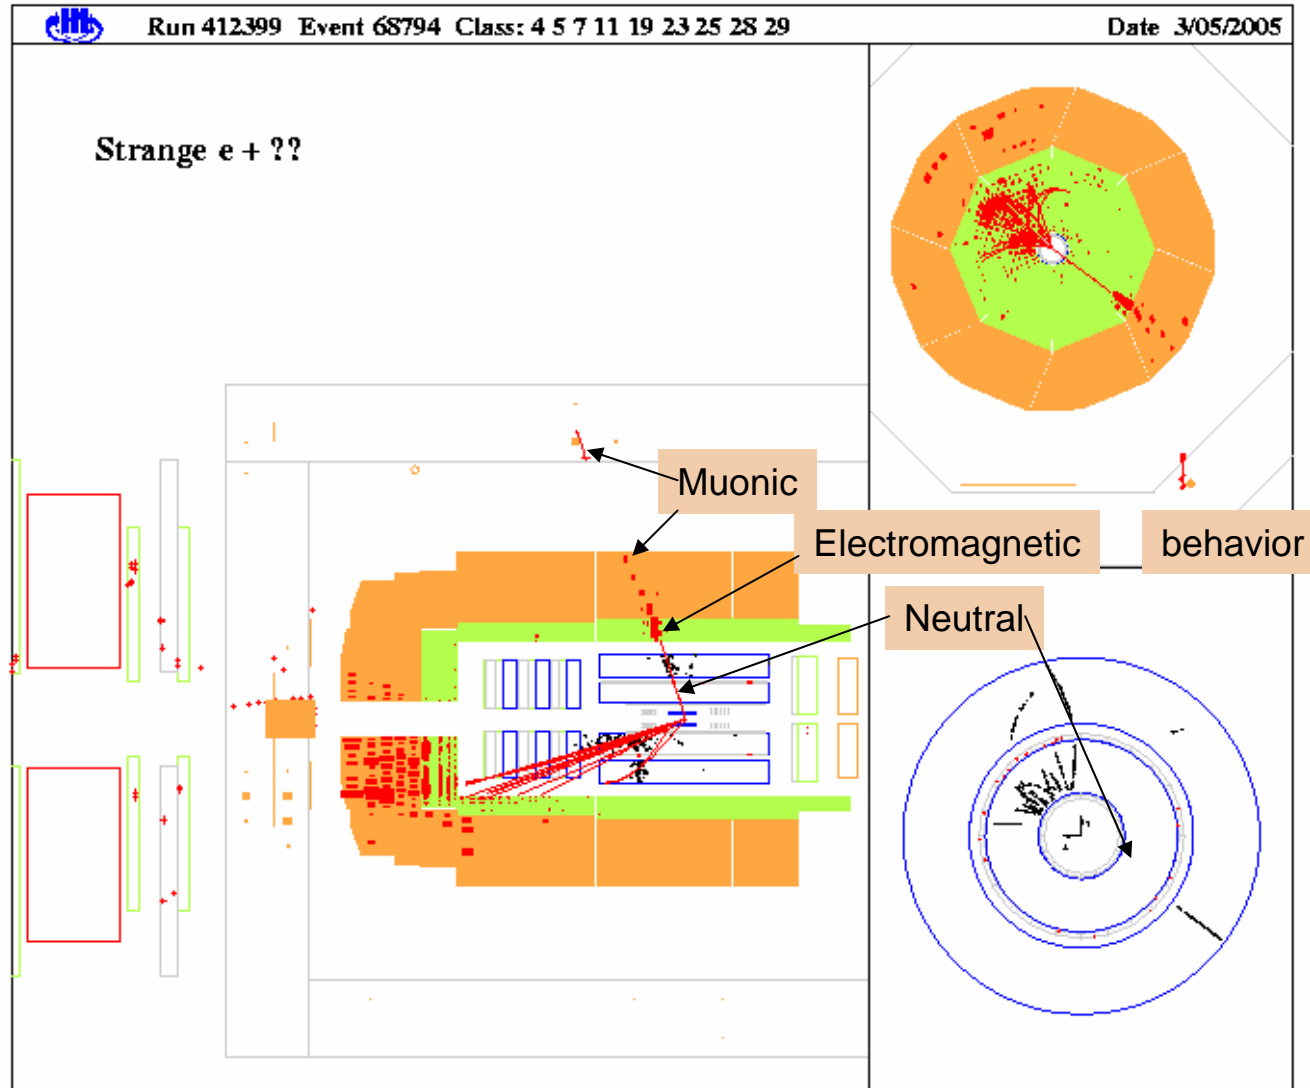 Run 412399 Event 68794 Class: 4 5 7 11 19 23 25 28 29 Date 3/05/2005
Strange e + ??
Muonic
Electromagnetic behavior
Neutral